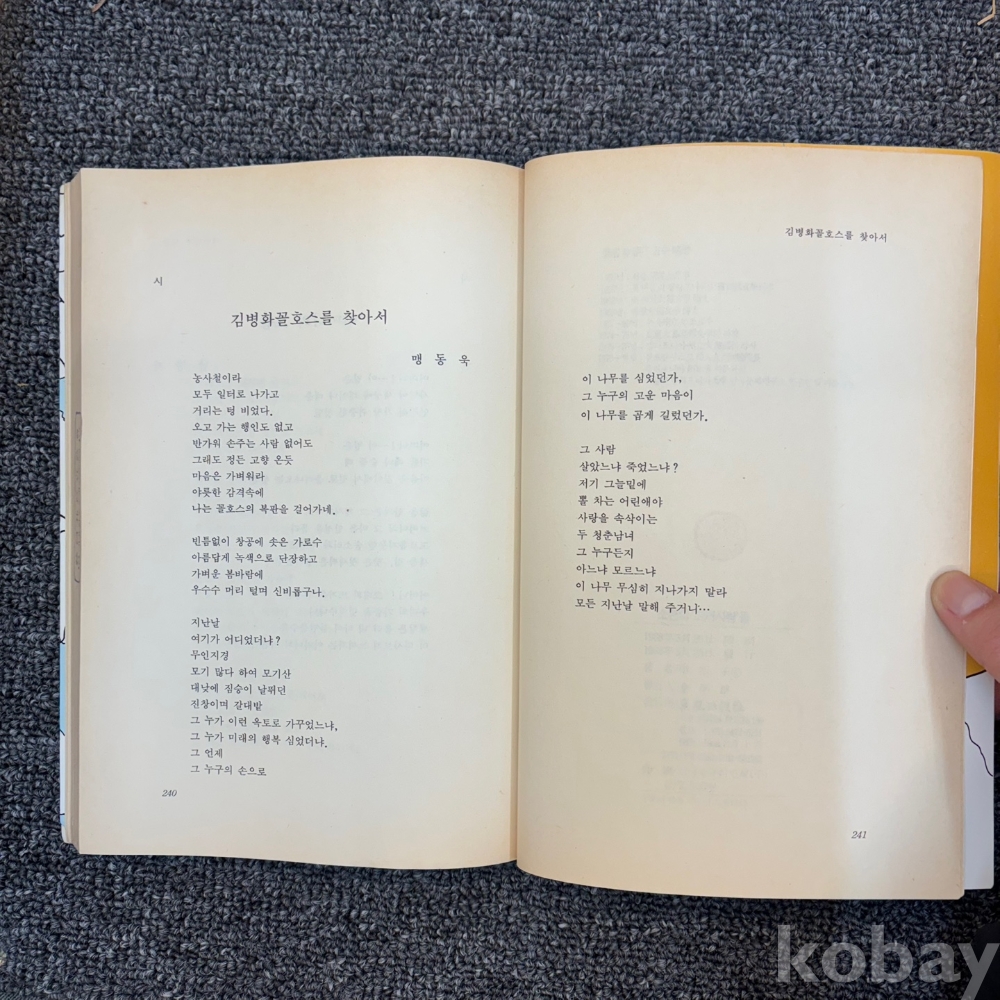 시
김병화꼴호스를 찾아서
맹 동 욱
농사철이라
모두 일터로 나가고
거리는 텅 비었다.
오고 가는 행인도 없고
반가워 손주는 사람 없어도
그래도 정든 고향 온듯
마음은 가벼워라
야릇한 감격속에
나는 꼴호스의 복판을 걸어가네.
빈틈없이 창공에 솟은 가로수
아름답게 녹색으로 단장하고
가벼운 봄바람에
우수수 머리 털며 신비롭구나.
지난날
여기가 어디었더냐?
무인지경
모기 많다 하여 모기산
대낮에 짐승이 날뛰던
진창이며 갈대밭
그 누가 이런 옥토로 가꾸었느냐,
그 누가 미래의 행복 심었더냐.
그 언제
그 누구의 손으로
240
김병화꼴호스를 찾아서
이 나무를 심었던가,
그 누구의 고운 마음이
이 나무를 곱게 길렀던가.
그 사람
살았느냐 죽었느냐?
저기 그늘밑에
뽈 차는 어린애야
사랑을 속삭이는
두 청춘남녀
그 누구든지
아느냐 모르느냐
이 나무 무심히 지나가지 말라
모든 지난날 말해 주거니…
241
kobay